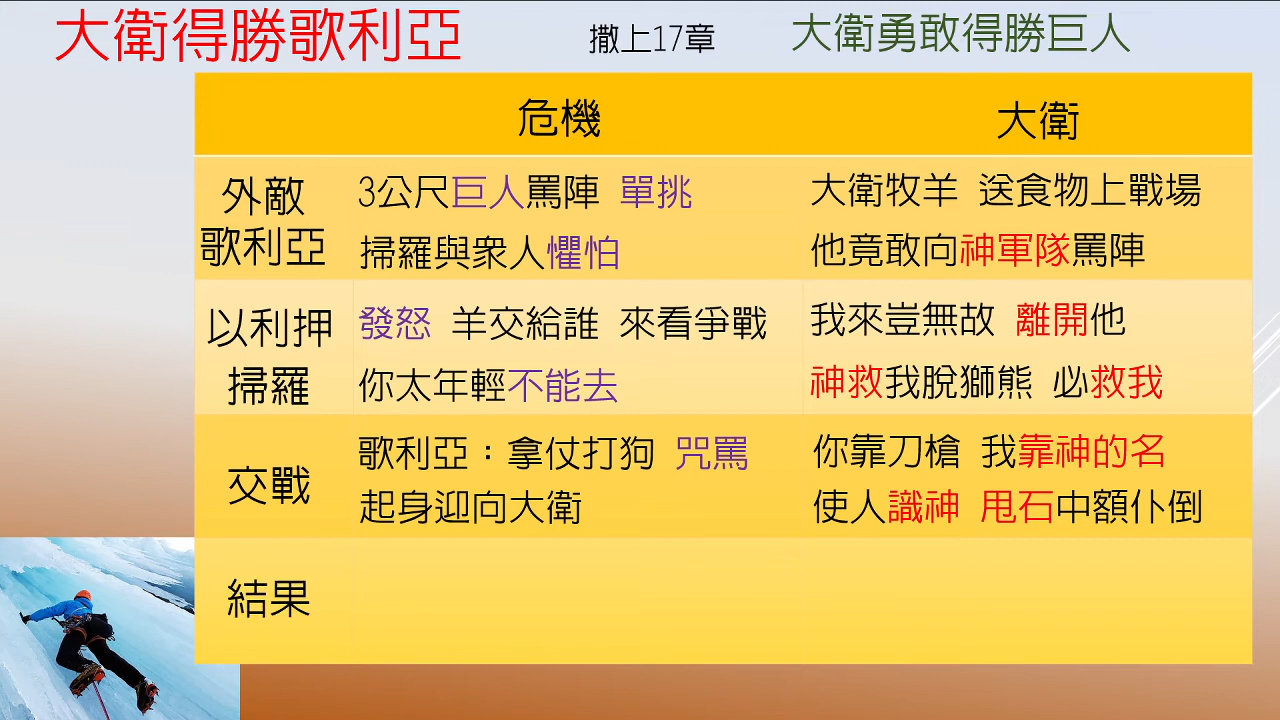 大衛得勝歌利亞 撒上17章 大衛勇敢得勝巨人
危機 大衛
外敵 歌利亞
3公尺巨人罵陣 單挑
掃羅與衆人懼怕
大衛牧羊 送食物上戰場
他竟敢向神軍隊罵陣
以利押 發怒 羊交給誰 來看爭戰 我來豈無故 離開他
掃羅 你太年輕不能去 神救我脫獅熊 必救我
交戰
歌利亞：拿仗打狗 咒罵
起身迎向大衛
你靠刀槍 我靠神的名
使人識神 甩石中額仆倒
結果